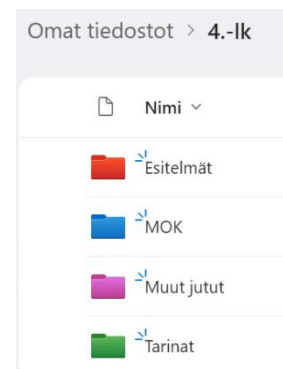 Omat tiedostot > 4.-lk
Nimi
Esitelmät
MOK
Muut jutut
Tarinat